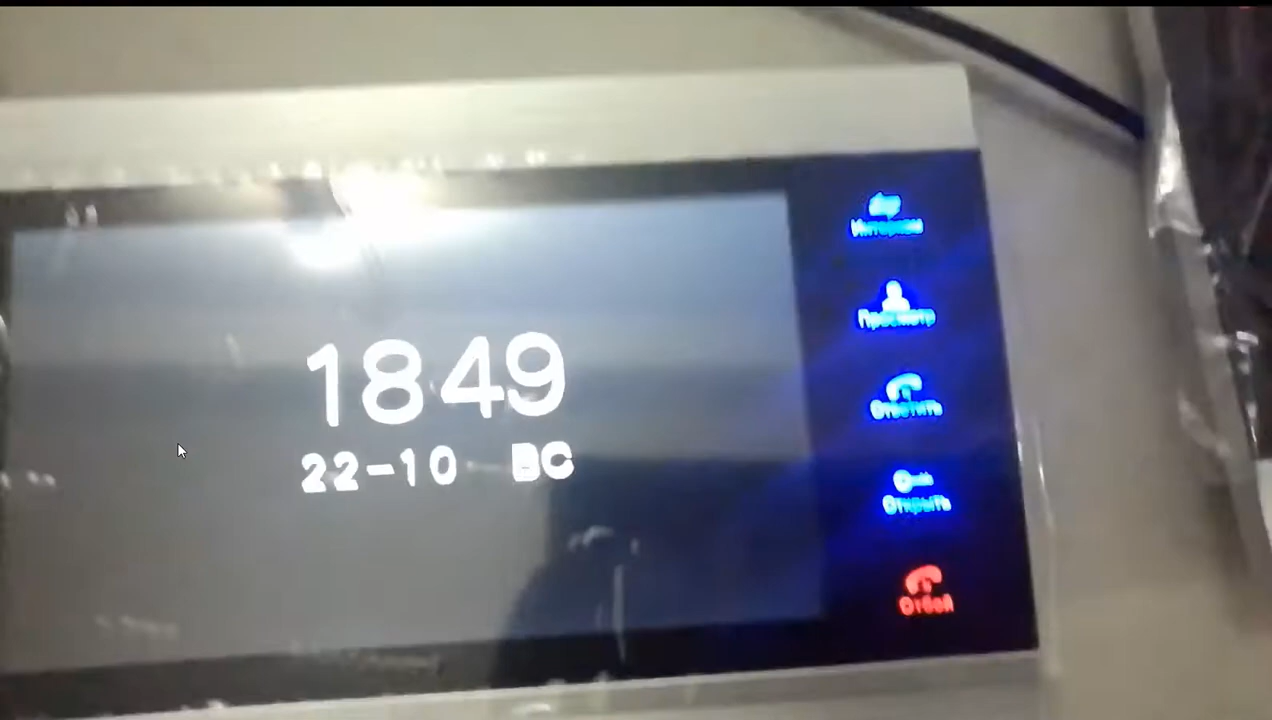 1849
22-10 ВС
Интерком
Просмотр
Ответить
Открыть
Отбой